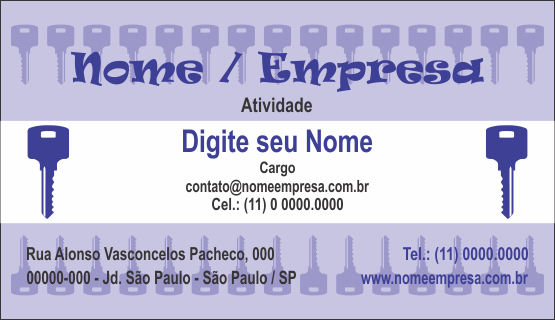 Nome / Empresa
Atividade
Digite seu Nome
Cargo
contato@nomeempresa.com.br
Cel.: (11) 0 0000.0000
Rua Alonso Vasconcelos Pacheco, 000
00000-000 - Jd. São Paulo - São Paulo / SP
Tel.: (11) 0000.0000
www.nomeempresa.com.br